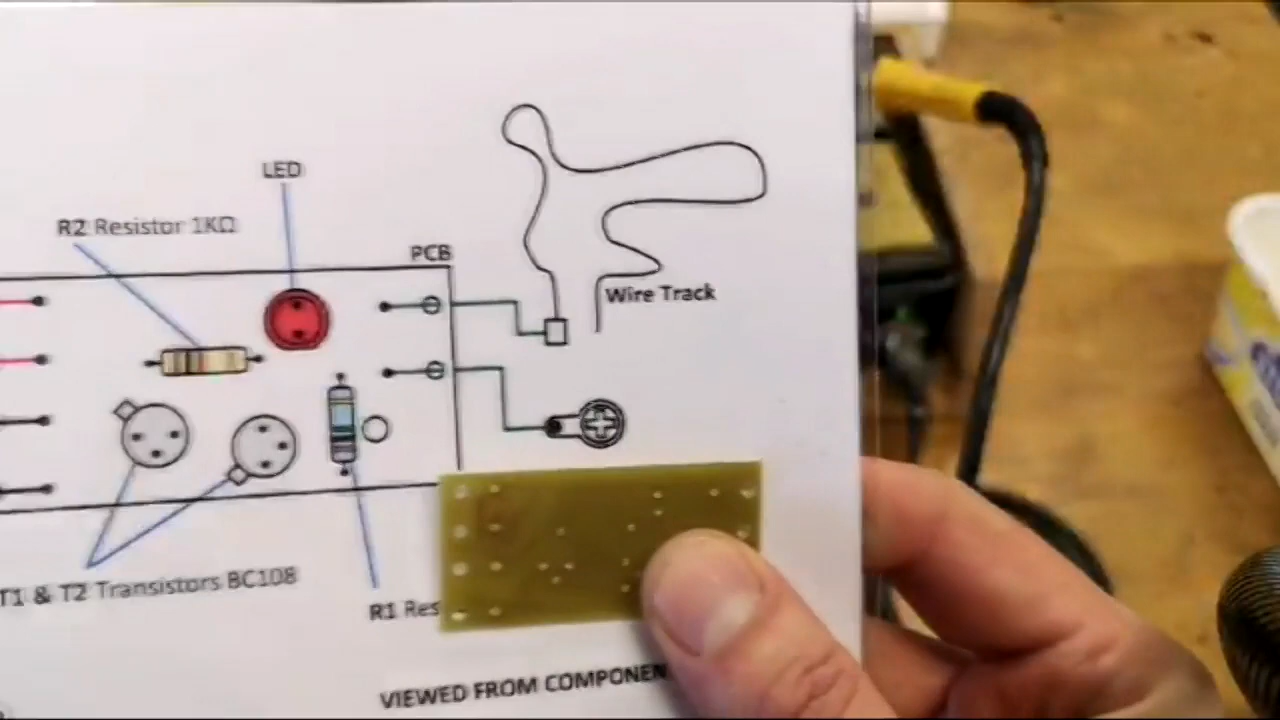 LED
R2 Resistor 1KΩ
PCB
Wire Track
T1 & T2 Transistors BC108
R1 Res
VIEWED FROM COMPONEN